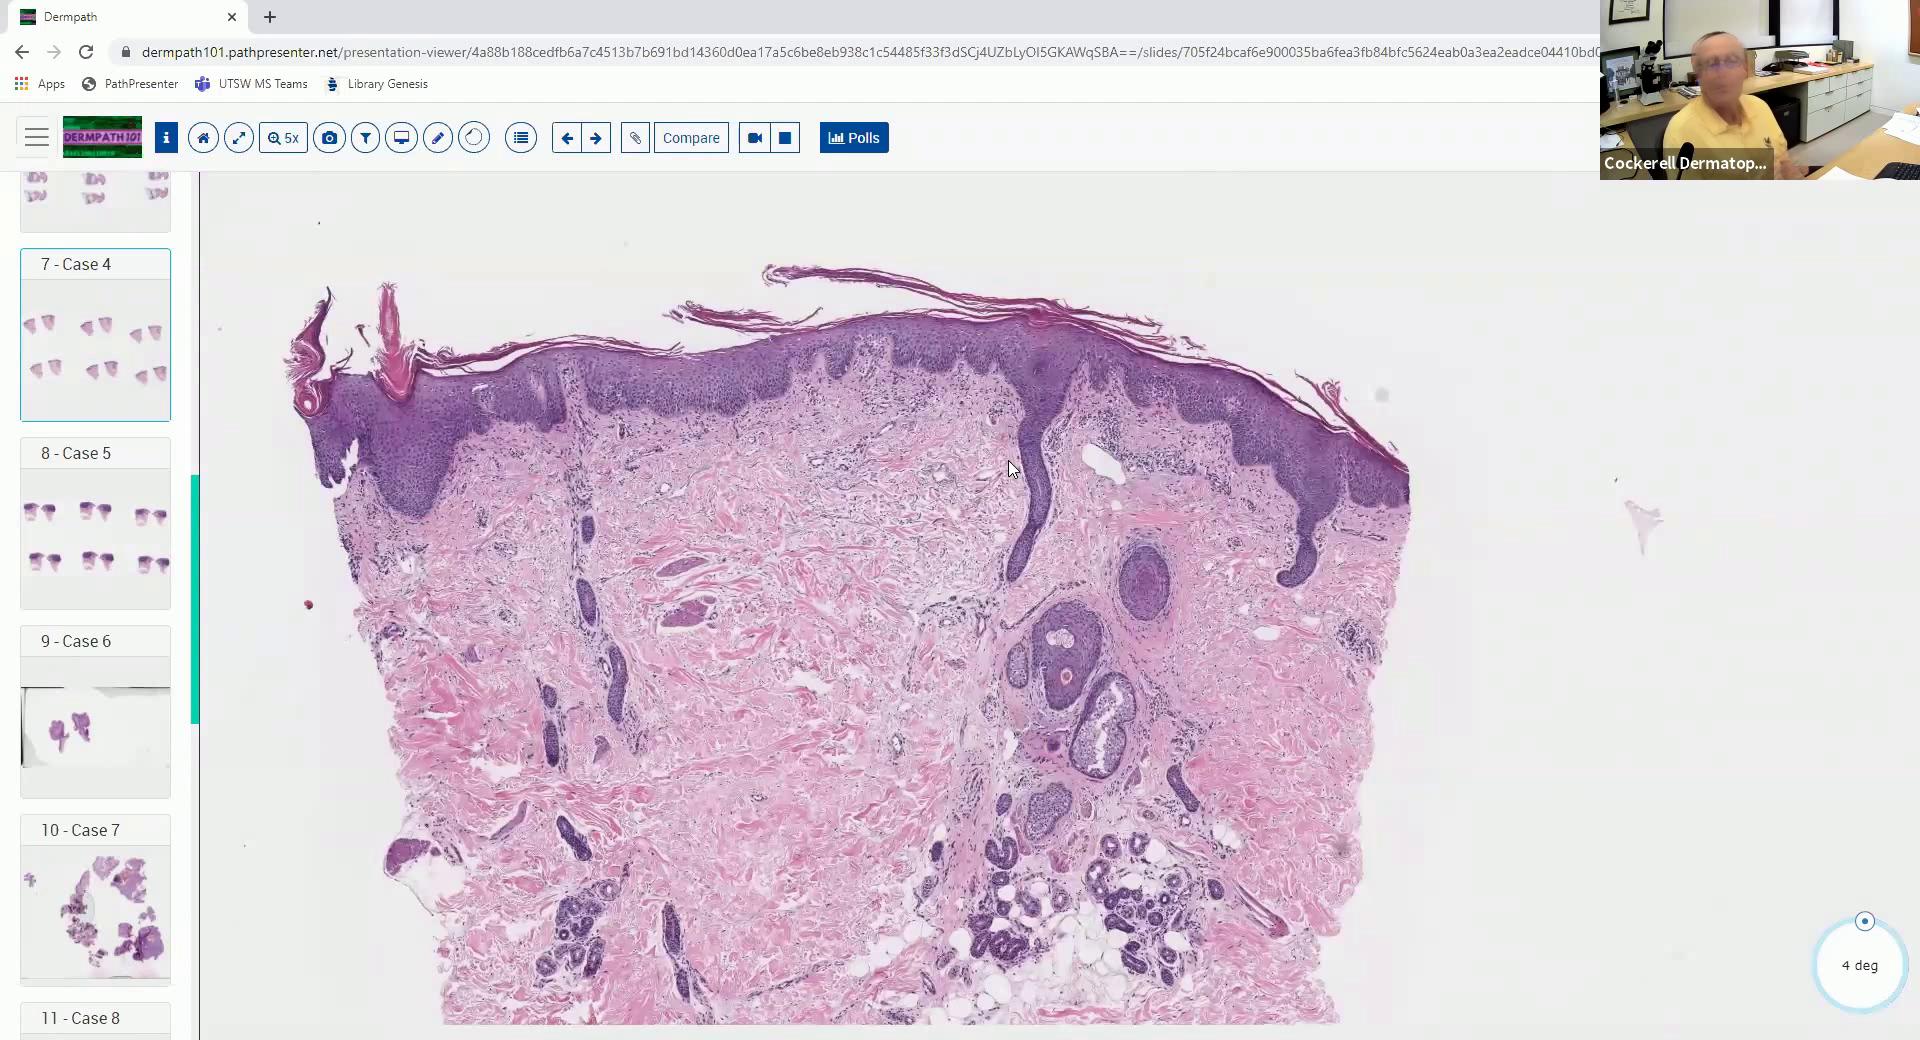 Dermpath
dermpath101.pathpresenter.net/presentation-viewer/4a88b188cedfb6a7c4513b7b691bd14360d0ea17a5c6be8eb938c1c54485f33f3dSCj4UZbLyOI5GKAWqSBA==/slides/705f24bcaf6e900035ba6fea3fb84bfc5624eab0a3ea2eadce04410bd0
Apps PathPresenter UTSW MS Teams Library Genesis
DERMPATH 101 i 5x Compare Polls
Cockerell Dermatop...
7 - Case 4
8 - Case 5
9 - Case 6
10 - Case 7
11 - Case 8
4 deg